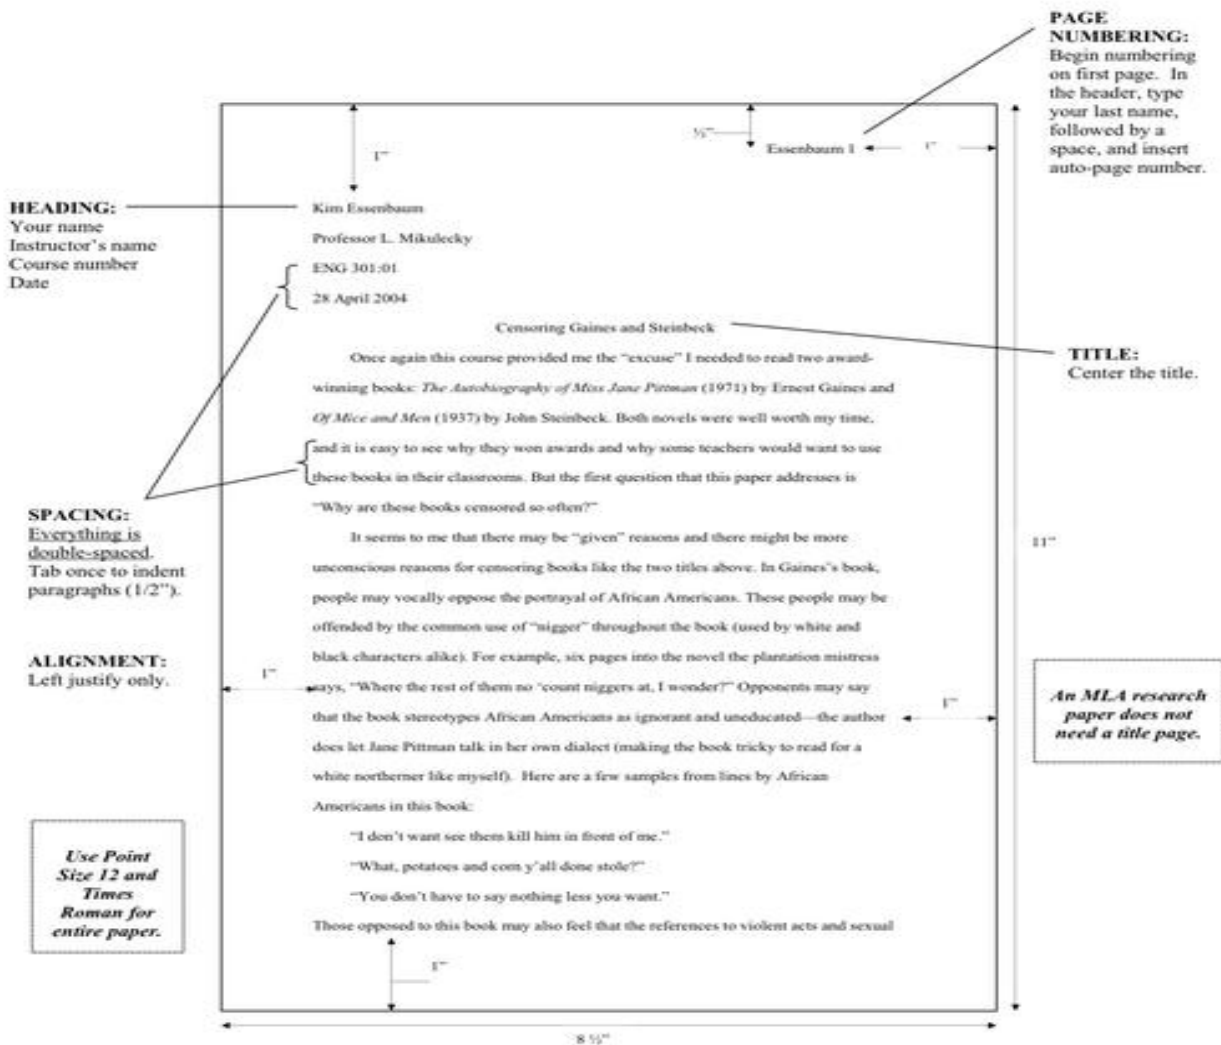 PAGE
NUMBERING:
Begin numbering
on first page. In
the header, type
your last name,
followed by a
space, and insert
auto-page number.
½”
Essenbaum 1
1”
1”
HEADING:
Your name
Instructor’s name
Course number
Date
Kim Essenbaum
Professor L. Mikulecky
ENG 301:01
28 April 2004
Censoring Gaines and Steinbeck
TITLE:
Center the title.
Once again this course provided me the “excuse” I needed to read two award-
winning books: The Autobiography of Miss Jane Pittman (1971) by Ernest Gaines and
Of Mice and Men (1937) by John Steinbeck. Both novels were well worth my time,
and it is easy to see why they won awards and why some teachers would want to use
these books in their classrooms. But the first question that this paper addresses is
“Why are these books censored so often?”
SPACING:
Everything is
double-spaced.
Tab once to indent
paragraphs (1/2”).
It seems to me that there may be “given” reasons and there might be more
unconscious reasons for censoring books like the two titles above. In Gaines’s book,
people may vocally oppose the portrayal of African Americans. These people may be
offended by the common use of “nigger” throughout the book (used by white and
black characters alike). For example, six pages into the novel the plantation mistress
says, “Where the rest of them no ‘count niggers at, I wonder?” Opponents may say
that the book stereotypes African Americans as ignorant and uneducated—the author
does let Jane Pittman talk in her own dialect (making the book tricky to read for a
white northerner like myself). Here are a few samples from lines by African
Americans in this book:
“I don’t want see them kill him in front of me.”
“What, potatoes and corn y’all done stole?”
“You don’t have to say nothing less you want.”
Those opposed to this book may also feel that the references to violent acts and sexual
11”
ALIGNMENT:
Left justify only.
1”
1”
An MLA research
paper does not
need a title page.
Use Point
Size 12 and
Times
Roman for
entire paper.
1”
8 ½”